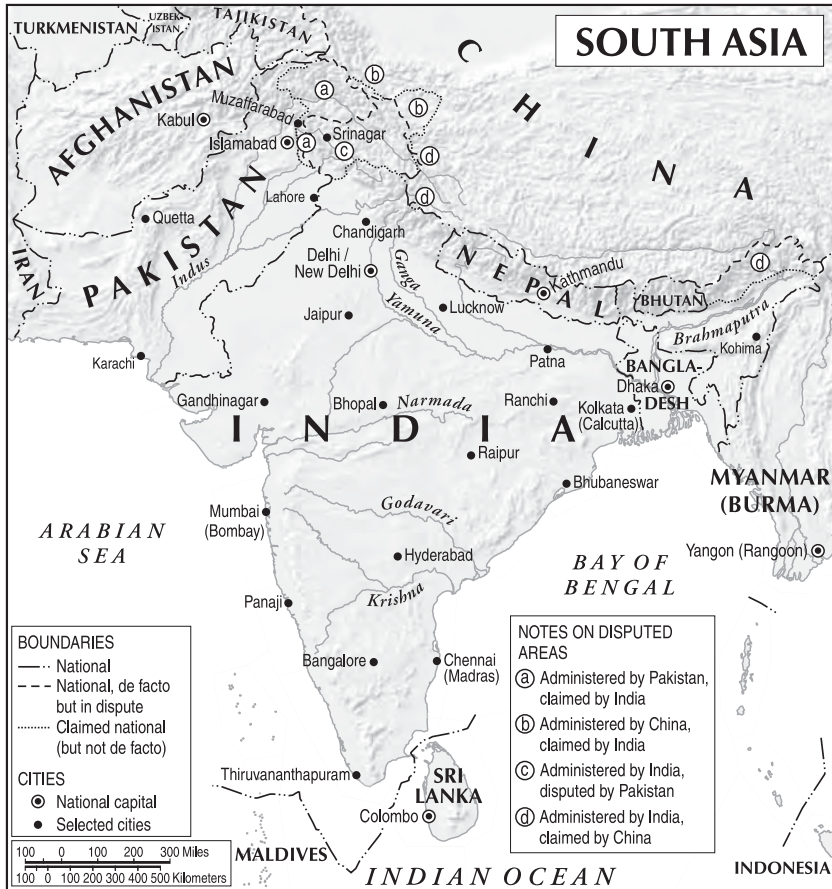 SOUTH ASIA
TURKMENISTAN
UZBEK-
ISTAN
TAJIKISTAN
CHINA
AFGHANISTAN
Kabul
Muzaffarabad
Islamabad
Srinagar
a
b
b
a
c
d
d
Lahore
Quetta
Chandigarh
IRAN
PAKISTAN
Indus
Delhi /
New Delhi
Ganga
Yamuna
NEPAL
Kathmandu
BHUTAN
d
Jaipur
Lucknow
Brahmaputra
Kohima
Karachi
Patna
BANGLA-
DESH
Dhaka
Gandhinagar
Bhopal
Narmada
Ranchi
Kolkata
(Calcutta)
INDIA
Raipur
Bhubaneswar
MYANMAR
(BURMA)
Mumbai
(Bombay)
Godavari
ARABIAN
SEA
Hyderabad
BAY OF
BENGAL
Yangon (Rangoon)
Panaji
Krishna
Bangalore
Chennai
(Madras)
Thiruvananthapuram
SRI
LANKA
Colombo
MALDIVES
INDIAN OCEAN
INDONESIA
BOUNDARIES
National
National, de facto
but in dispute
Claimed national
(but not de facto)
CITIES
National capital
Selected cities
100 0 100 200 300 Miles
100 0 100 200 300 400 500 Kilometers
NOTES ON DISPUTED
AREAS
a Administered by Pakistan,
claimed by India
b Administered by China,
claimed by India
c Administered by India,
disputed by Pakistan
d Administered by India,
claimed by China